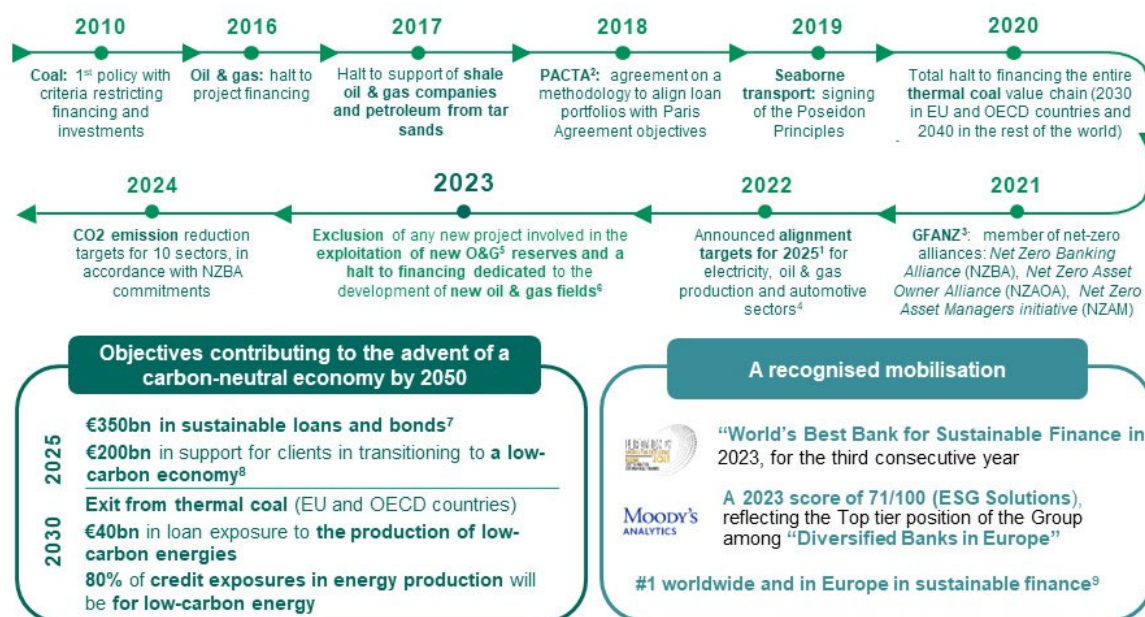 2010
2016
2017
2018
2019
2020
Coal: 1st policy with
criteria restricting
financing and
investments
Oil & gas: halt to
project financing
Halt to support of shale
oil & gas companies
and petroleum from tar
sands
PACTA2: agreement on a
methodology to align loan
portfolios with Paris
Agreement objectives
Seaborne
transport: signing
of the Poseidon
Principles
Total halt to financing the entire
thermal coal value chain (2030
in EU and OECD countries and
2040 in the rest of the world)
2024
2023
2022
2021
CO2 emission reduction
targets for 10 sectors, in
accordance with NZBA
commitments
Exclusion of any new project involved in the
exploitation of new O&G5 reserves and a
halt to financing dedicated to the
development of new oil & gas fields6
Announced alignment
targets for 20251 for
electricity, oil & gas
production and automotive
sectors4
GFANZ3: member of net-zero
alliances: Net Zero Banking
Alliance (NZBA), Net Zero Asset
Owner Alliance (NZAOA), Net Zero
Asset Managers initiative (NZAM)
Objectives contributing to the advent of a
carbon-neutral economy by 2050
2025
€350bn in sustainable loans and bonds7
€200bn in support for clients in transitioning to a low-
carbon economy8
2030
Exit from thermal coal (EU and OECD countries)
€40bn in loan exposure to the production of low-
carbon energies
80% of credit exposures in energy production will
be for low-carbon energy
A recognised mobilisation
“World's Best Bank for Sustainable Finance in
2023, for the third consecutive year
MOODY'S
ANALYTICS
A 2023 score of 71/100 (ESG Solutions),
reflecting the Top tier position of the Group
among “Diversified Banks in Europe”
#1 worldwide and in Europe in sustainable finance9